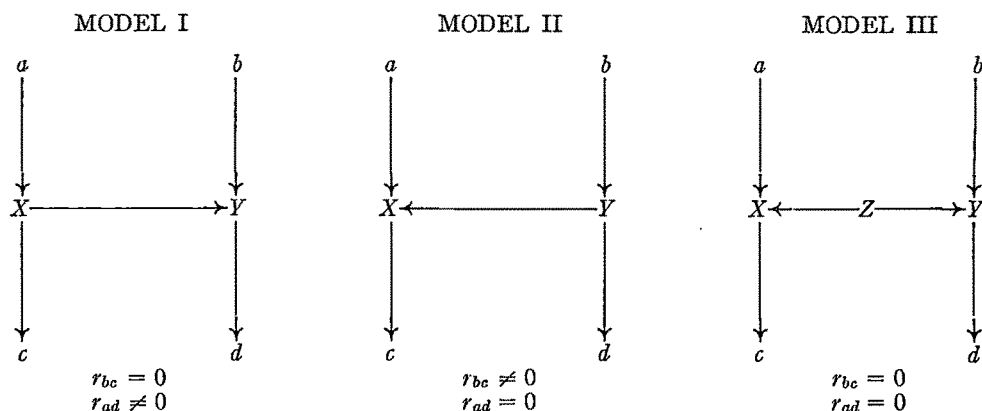 MODEL I MODEL II MODEL III
a b a b a b
X Y X Y X Z Y
c d c d c d
r_bc = 0 r_bc ≠ 0 r_bc = 0
r_ad ≠ 0 r_ad = 0 r_ad = 0